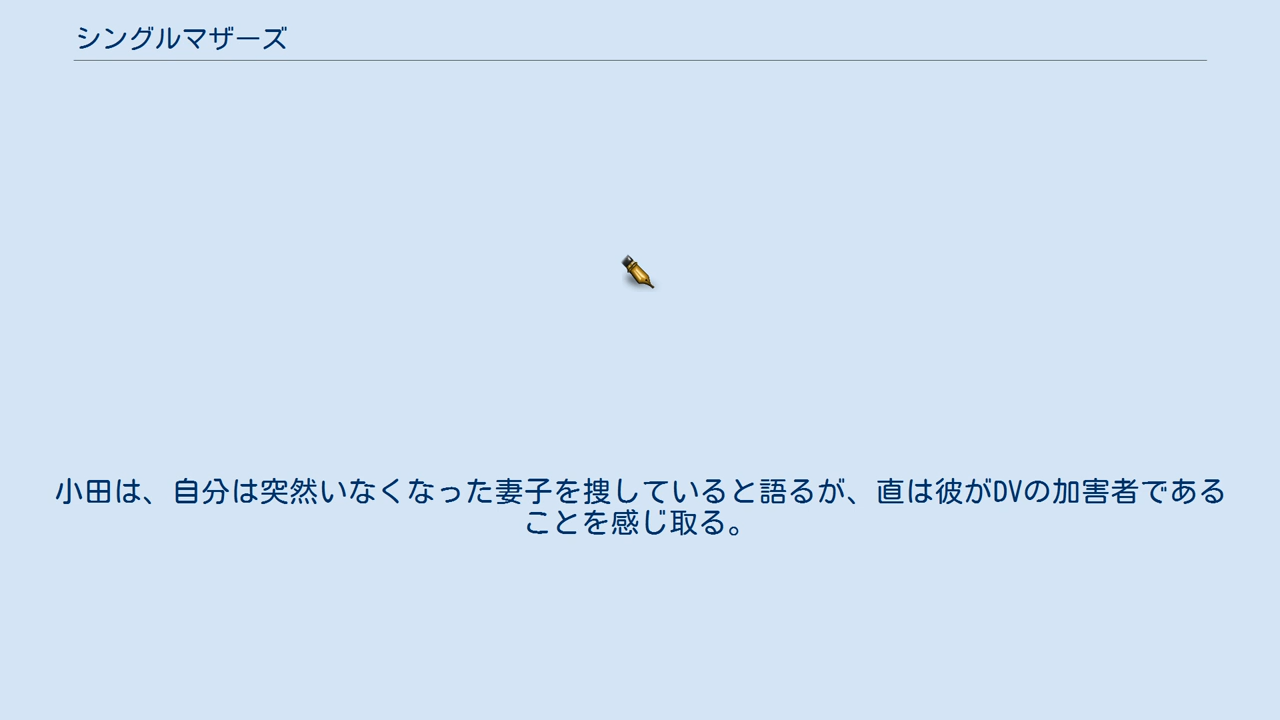 シングルマザーズ
小田は、自分は突然いなくなった妻子を捜していると語るが、直は彼がDVの加害者である
ことを感じ取る。